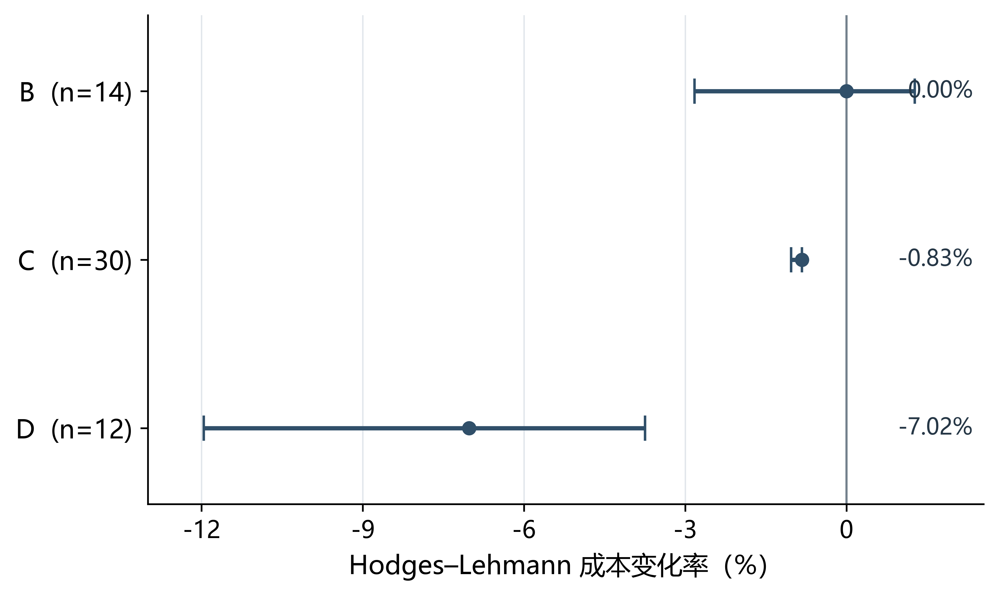 B (n=14)
0.00%
C (n=30)
-0.83%
D (n=12)
-7.02%
-12 -9 -6 -3 0
Hodges–Lehmann 成本变化率 (%)